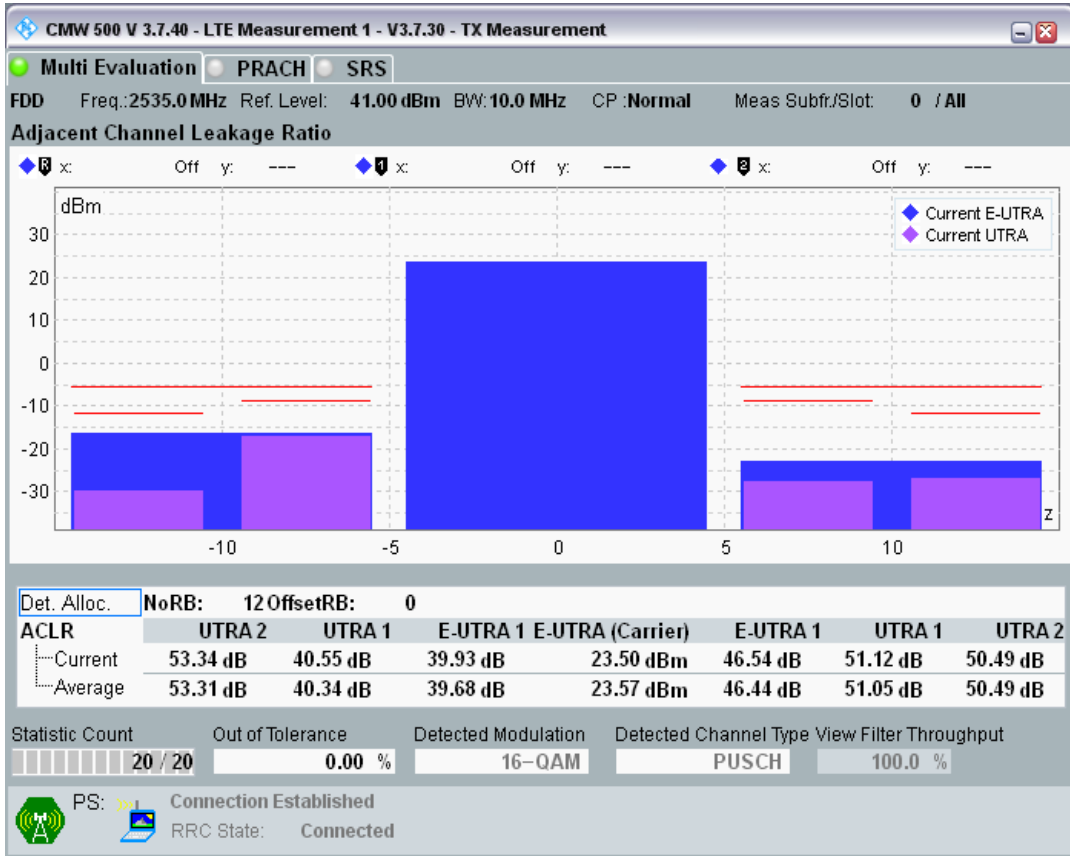 CMW 500 V 3.7.40 - LTE Measurement 1 - V3.7.30 - TX Measurement
Multi Evaluation PRACH SRS
FDD Freq.:2535.0 MHz Ref. Level: 41.00 dBm BW: 10.0 MHz CP :Normal Meas Subfr./Slot: 0 / All
Adjacent Channel Leakage Ratio
R x: Off y: --- 1 x: Off y: --- 2 x: Off y: ---
dBm
Current E-UTRA
Current UTRA
30
20
10
0
-10
-20
-30
z
-10 -5 0 5 10
Det. Alloc. NoRB: 12 OffsetRB: 0
ACLR UTRA 2 UTRA 1 E-UTRA 1 E-UTRA (Carrier) E-UTRA 1 UTRA 1 UTRA 2
Current 53.34 dB 40.55 dB 39.93 dB 23.50 dBm 46.54 dB 51.12 dB 50.49 dB
Average 53.31 dB 40.34 dB 39.68 dB 23.57 dBm 46.44 dB 51.05 dB 50.49 dB
Statistic Count Out of Tolerance Detected Modulation Detected Channel Type View Filter Throughput
20 / 20 0.00 % 16-QAM PUSCH 100.0 %
PS: Connection Established
RRC State: Connected